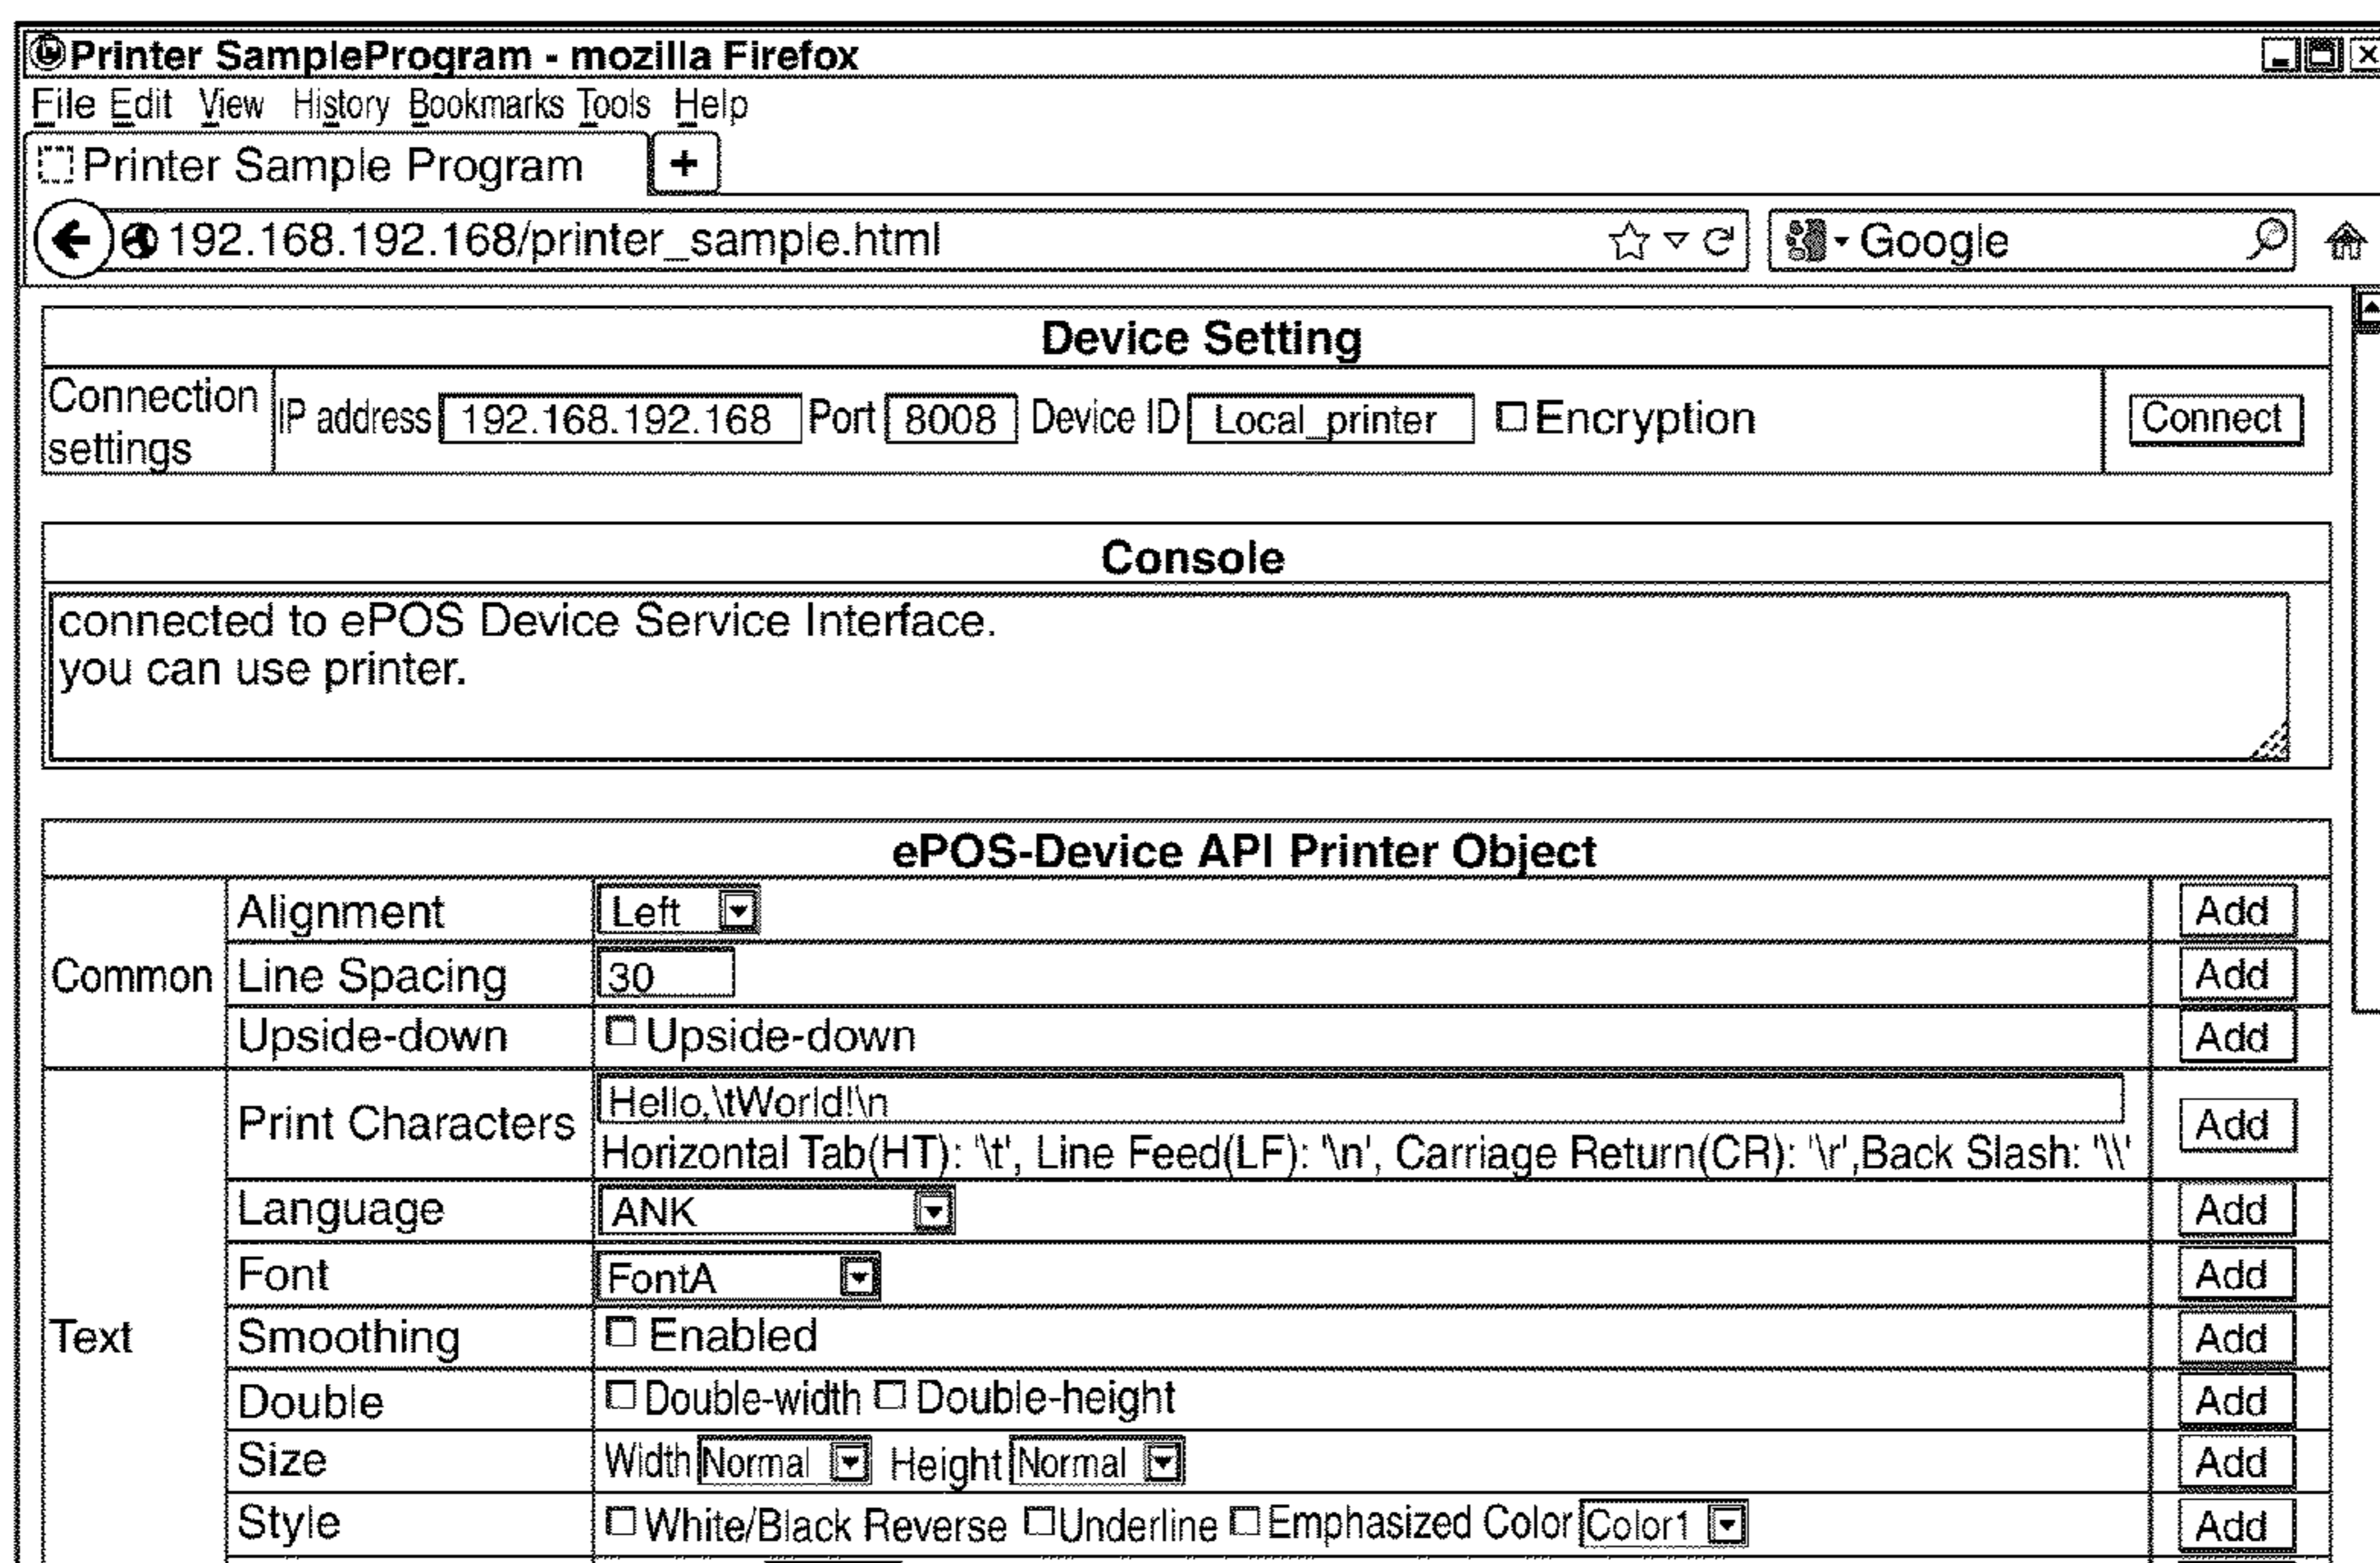 Printer SampleProgram - mozilla Firefox
File Edit View History Bookmarks Tools Help
Printer Sample Program +
192.168.192.168/printer_sample.html Google
Device Setting
Connection settings IP address 192.168.192.168 Port 8008 Device ID Local_printer Encryption Connect
Console
connected to ePOS Device Service Interface.
you can use printer.
ePOS-Device API Printer Object
Common
Alignment Left Add
Line Spacing 30 Add
Upside-down Upside-down Add
Text
Print Characters Hello,\tWorld!\n Add
Horizontal Tab(HT): '\t', Line Feed(LF): '\n', Carriage Return(CR): '\r',Back Slash: '\\'
Language ANK Add
Font FontA Add
Smoothing Enabled Add
Double Double-width Double-height Add
Size Width Normal Height Normal Add
Style White/Black Reverse Underline Emphasized Color Color1 Add